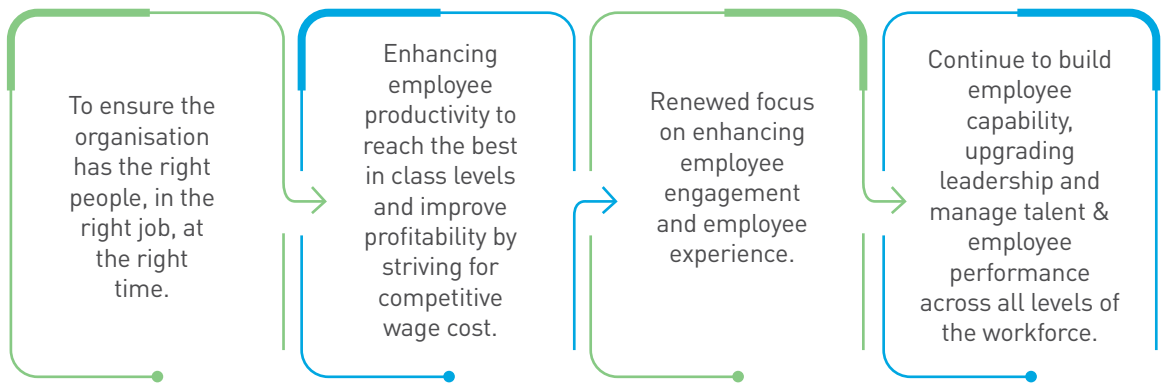 To ensure the
organisation
has the right
people, in the
right job, at
the right
time.
Enhancing
employee
productivity to
reach the best
in class levels
and improve
profitability by
striving for
competitive
wage cost.
Renewed focus
on enhancing
employee
engagement
and employee
experience.
Continue to build
employee
capability,
upgrading
leadership and
manage talent &
employee
performance
across all levels of
the workforce.